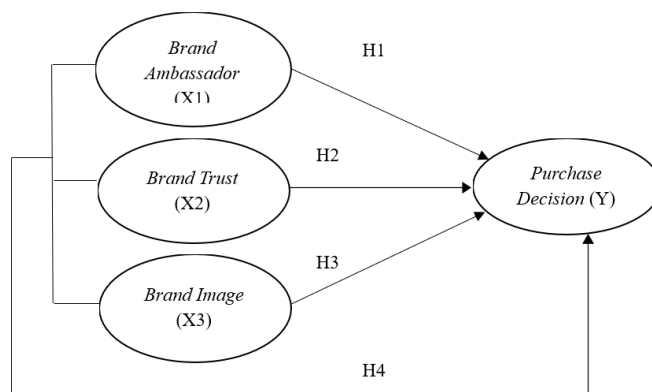 Brand
Ambassador
(X1)
H1
H2
Brand Trust
(X2)
Purchase
Decision (Y)
H3
Brand Image
(X3)
H4